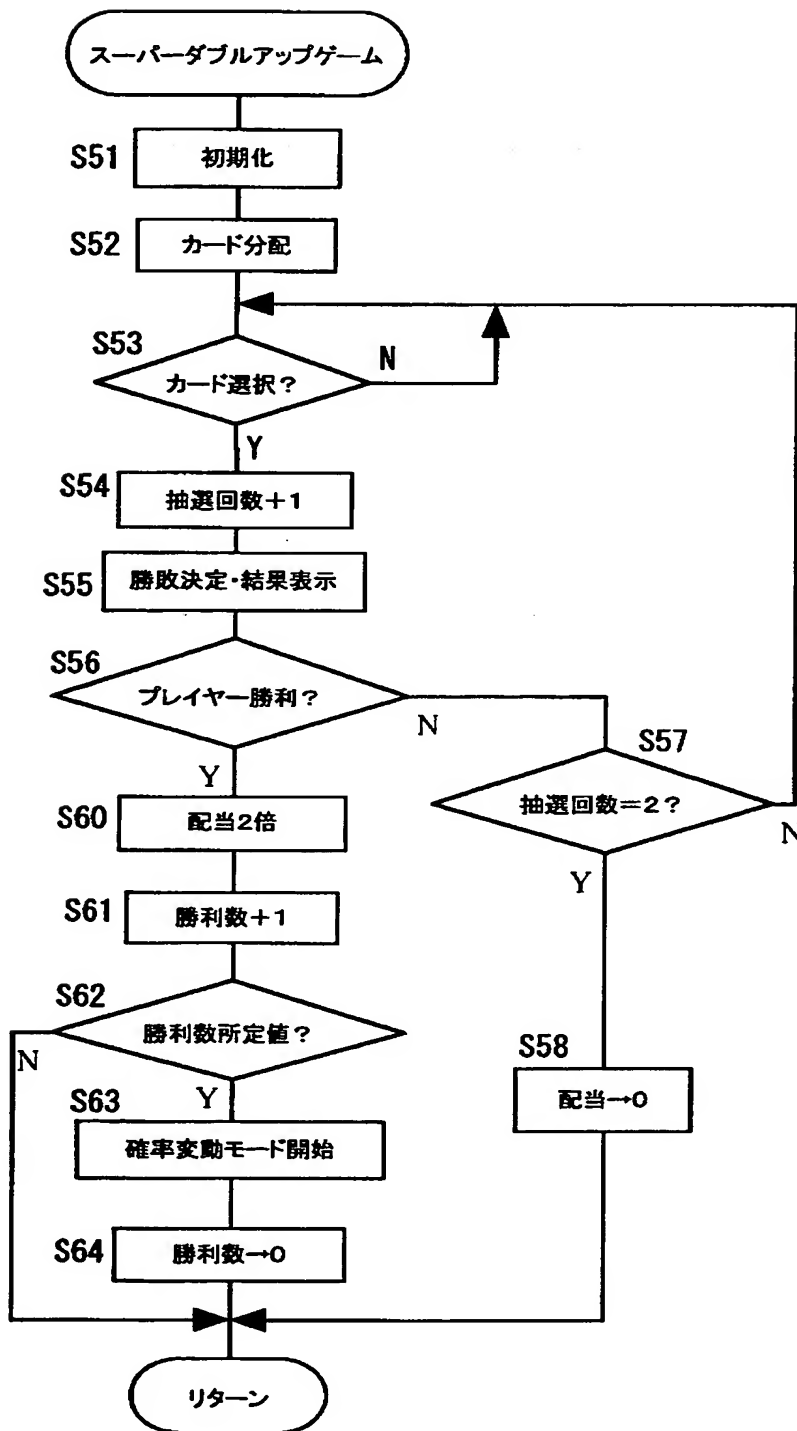 スーパーダブルアップゲーム
S51
初期化
S52
カード分配
S53
カード選択?
N
Y
S54
抽選回数+1
S55
勝敗決定・結果表示
S56
プレイヤー勝利?
N
Y
S57
抽選回数=2?
N
Y
S60
配当2倍
S61
勝利数+1
S62
勝利数所定値?
N
Y
S58
配当→0
S63
確率変動モード開始
S64
勝利数→0
リターン